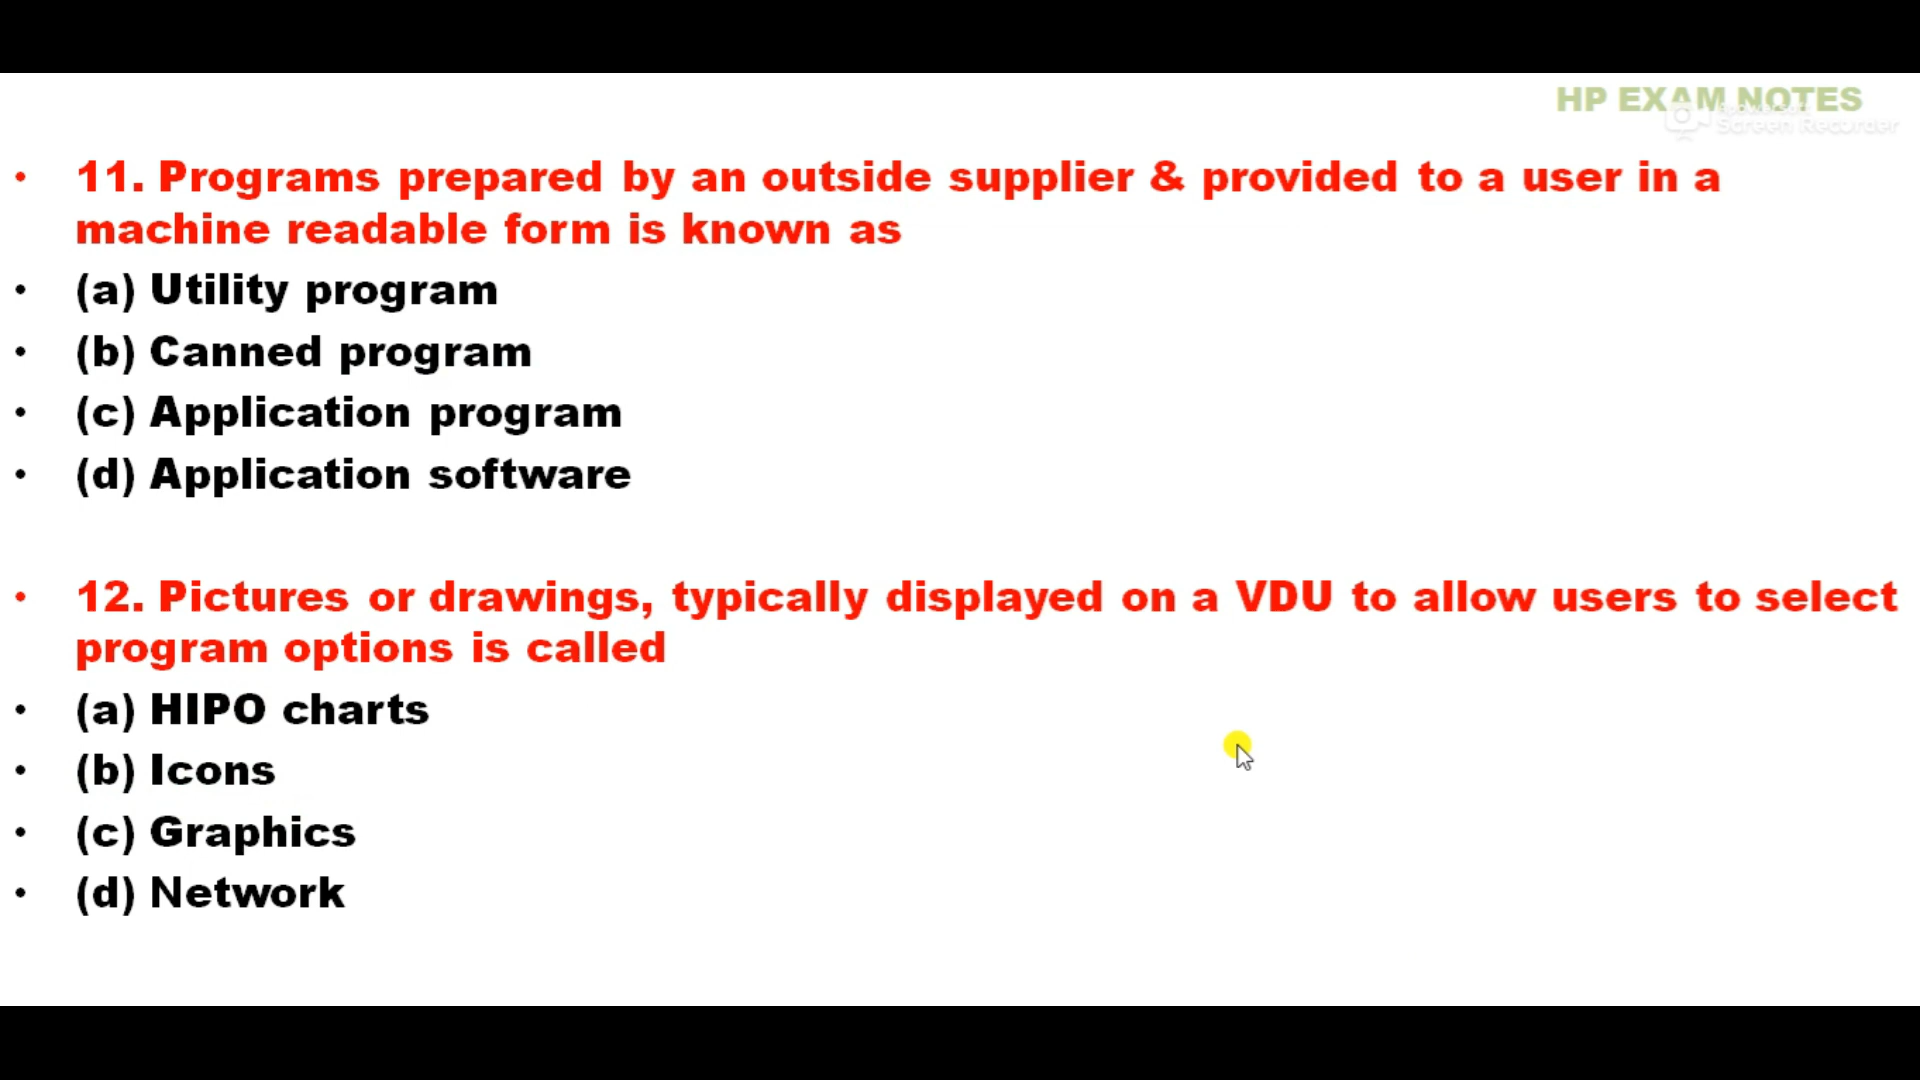 HP EXAM NOTES
Screen Recorder
• 11. Programs prepared by an outside supplier & provided to a user in a
machine readable form is known as
• (a) Utility program
• (b) Canned program
• (c) Application program
• (d) Application software
• 12. Pictures or drawings, typically displayed on a VDU to allow users to select
program options is called
• (a) HIPO charts
• (b) Icons
• (c) Graphics
• (d) Network